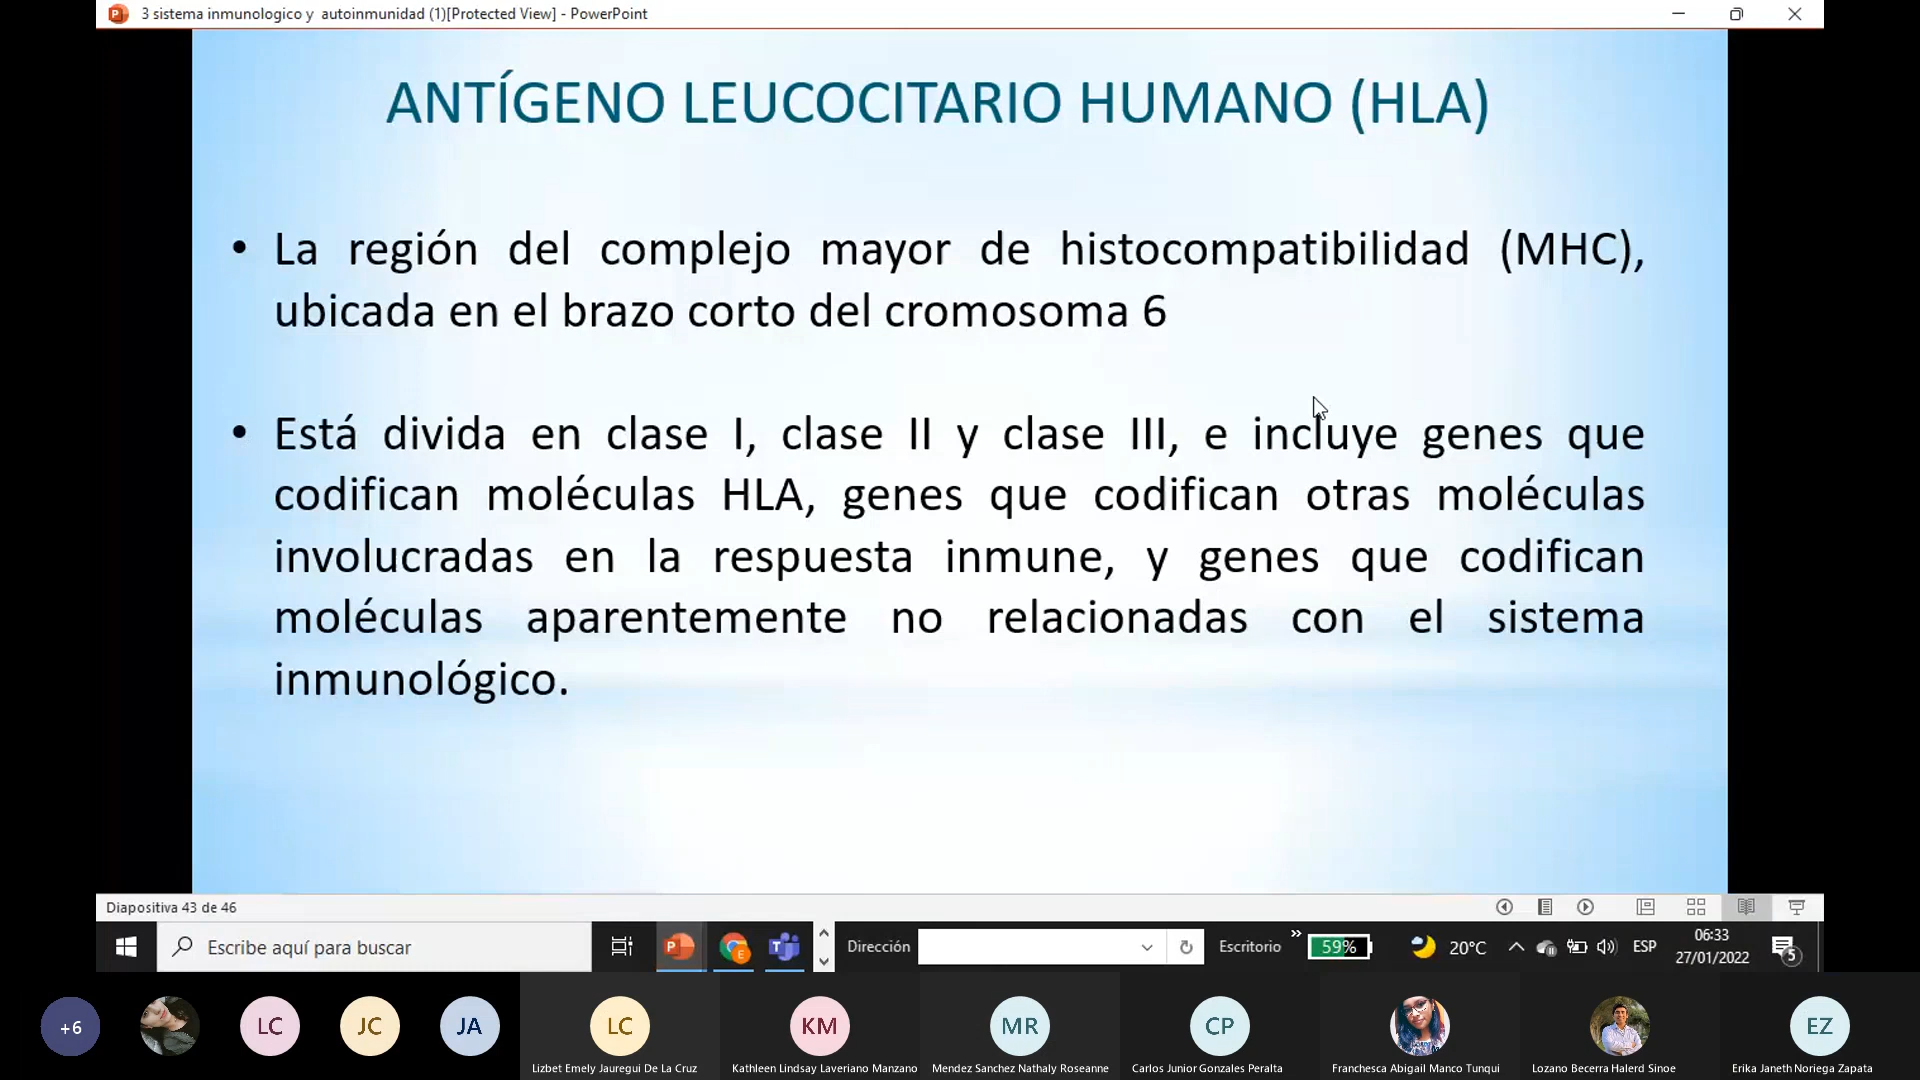 3 sistema inmunologico y  autoinmunidad (1)[Protected View] - PowerPoint
ANTÍGENO LEUCOCITARIO HUMANO (HLA)
• La región del complejo mayor de histocompatibilidad (MHC),
ubicada en el brazo corto del cromosoma 6
• Está divida en clase I, clase II y clase III, e incluye genes que
codifican moléculas HLA, genes que codifican otras moléculas
involucradas en la respuesta inmune, y genes que codifican
moléculas aparentemente no relacionadas con el sistema
inmunológico.
Diapositiva 43 de 46
Escribe aquí para buscar
Dirección
Escritorio
»
59%
20°C
ESP
06:33
27/01/2022
5
+6
LC
JC
JA
LC
KM
MR
CP
EZ
Lizbet Emely Jauregui De La Cruz
Kathleen Lindsay Laveriano Manzano
Mendez Sanchez Nathaly Roseanne
Carlos Junior Gonzales Peralta
Franchesca Abigail Manco Tunqui
Lozano Becerra Halerd Sinoe
Erika Janeth Noriega Zapata